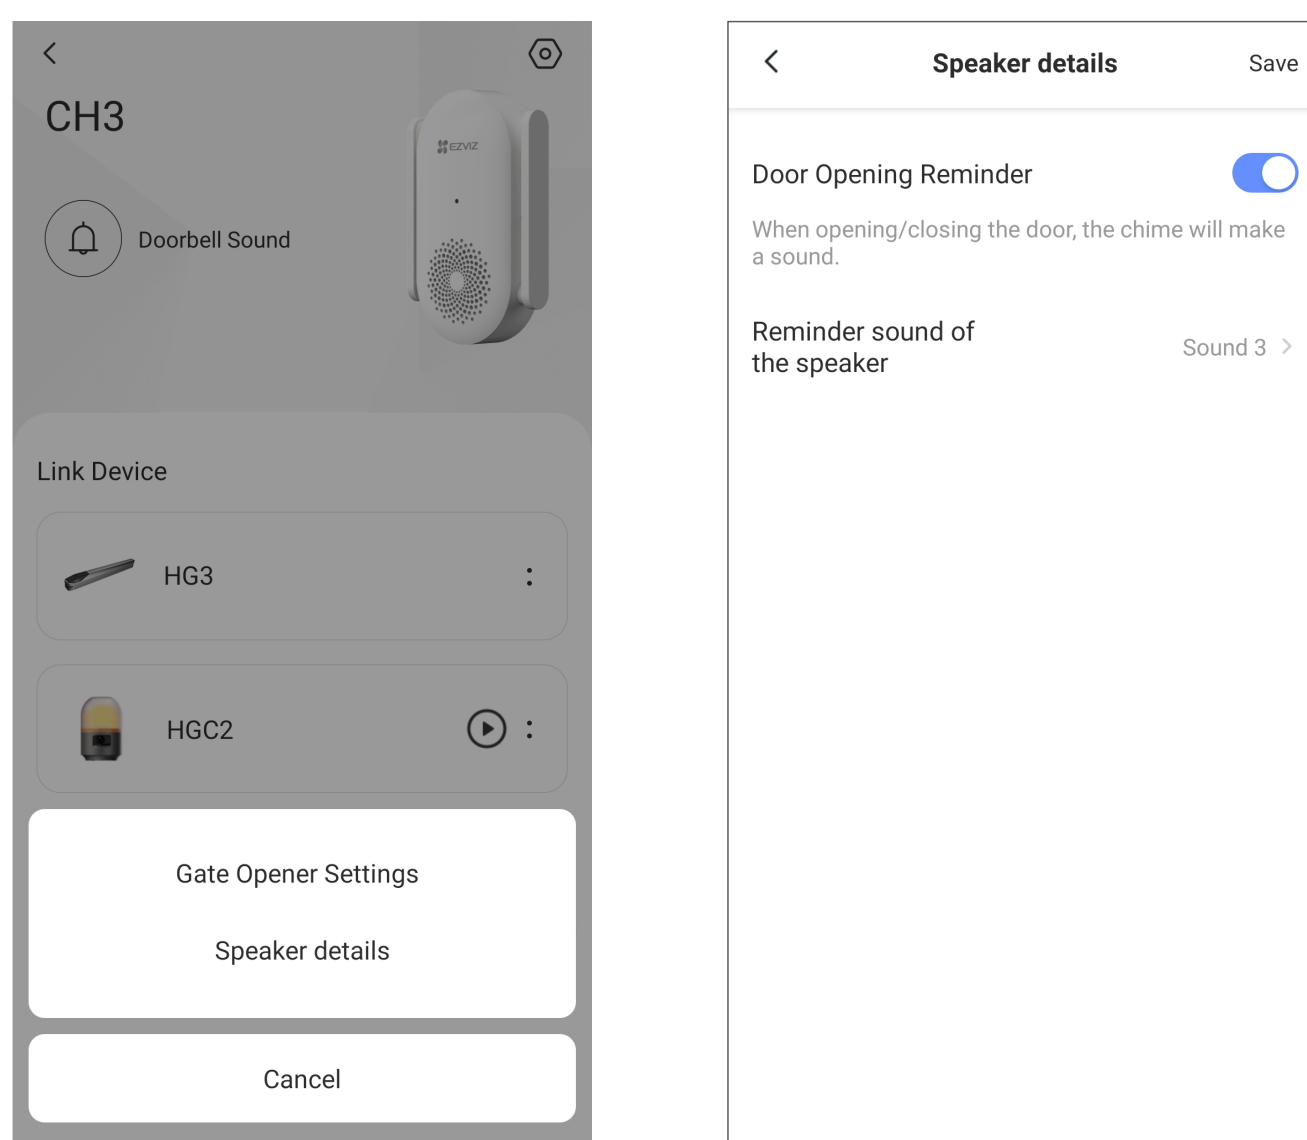 CH3
EZVIZ
Doorbell Sound
Link Device
HG3
HGC2
Gate Opener Settings
Speaker details
Cancel
Speaker details
Save
Door Opening Reminder
When opening/closing the door, the chime will make
a sound.
Reminder sound of
the speaker
Sound 3